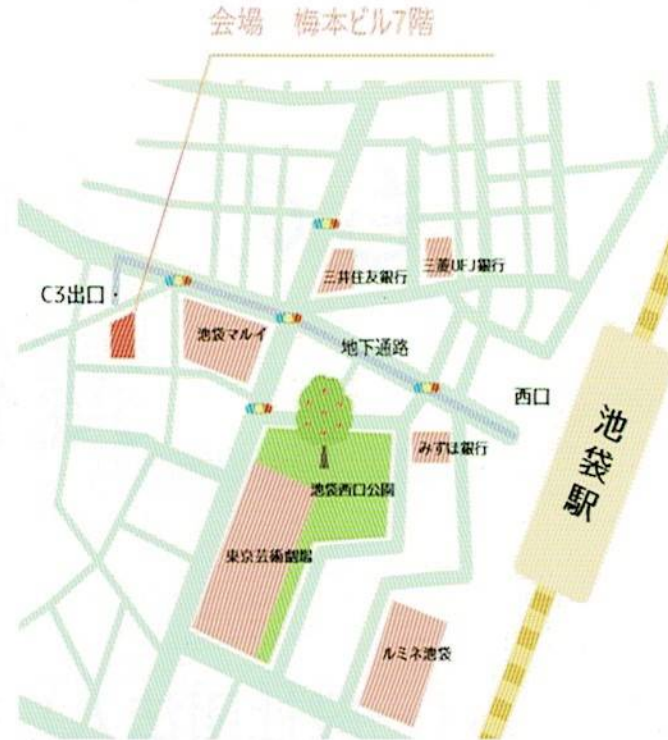 会場 梅本ビル7階
三井住友銀行
三菱UFJ銀行
C3出口
池袋マルイ
地下通路
西口
池袋駅
みずほ銀行
池袋西口公園
東京芸術劇場
ルミネ池袋